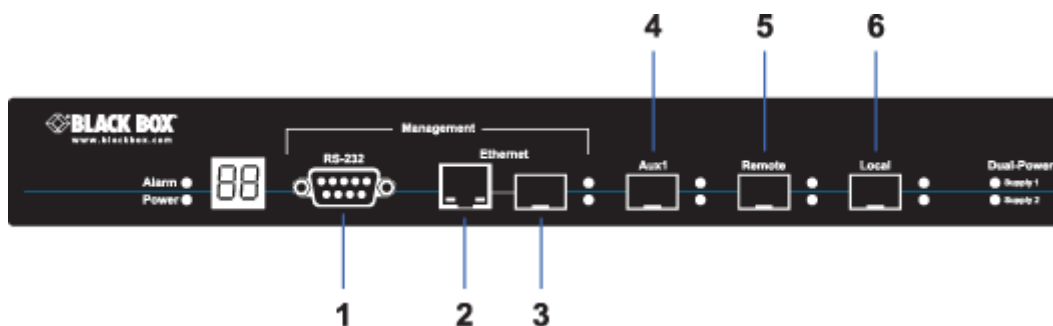 4 5 6
BLACK BOX
www.blackbox.com
Management
RS-232
Ethernet
Aux1
Remote
Local
Dual-Power
Alarm
Power
88
Supply 1
Supply 2
1 2 3